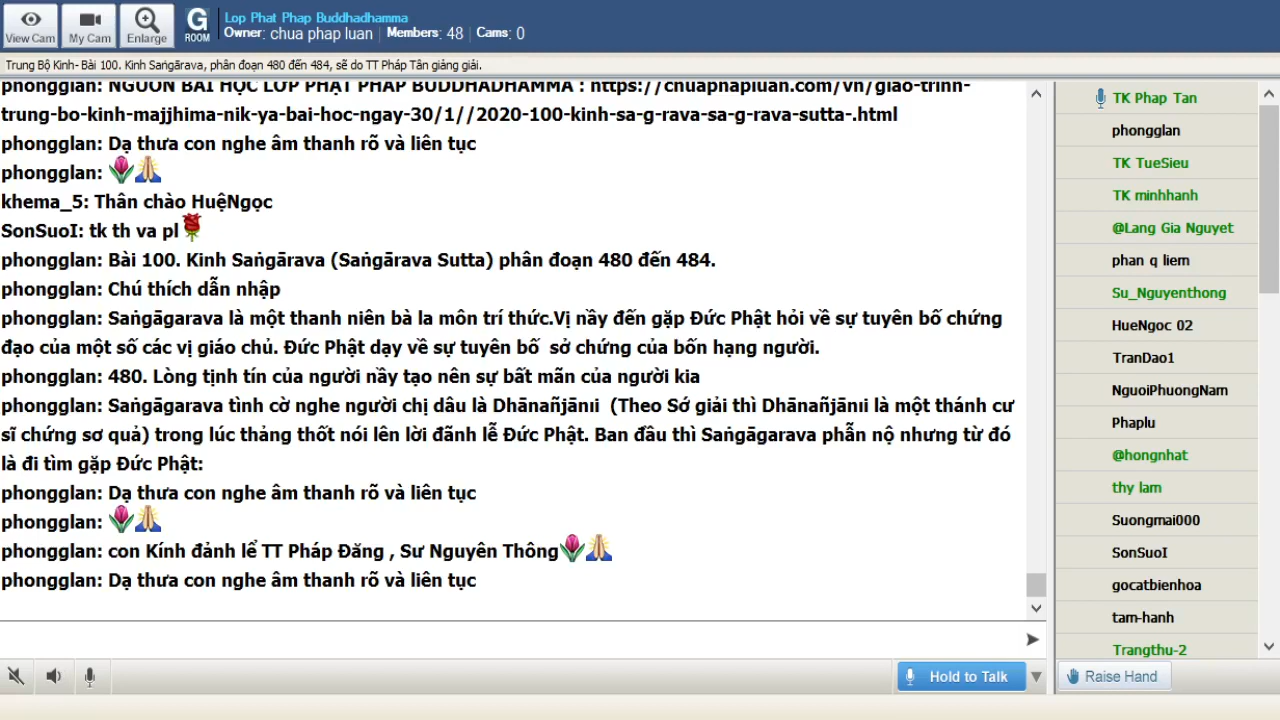 View Cam
My Cam
Enlarge
G
ROOM
Lop Phat Phap Buddhadhamma
Owner: chua phap luan Members: 48 Cams: 0
Trung Bộ Kinh- Bài 100. Kinh Saṅgārava, phân đoạn 480 đến 484, sẽ do TT Pháp Tân giảng giải.
phongglan: NGUỒN BÀI HỌC LỚP PHẬT PHÁP BUDDHADHAMMA : https://chuaphapluan.com/vn/giao-trinh-
trung-bo-kinh-majjhima-nik-ya-bai-hoc-ngay-30/1//2020-100-kinh-sa-g-rava-sa-g-rava-sutta-.html
phongglan: Dạ thưa con nghe âm thanh rõ và liên tục
phongglan:
khema_5: Thân chào HuệNgọc
SonSuoI: tk th va pl
phongglan: Bài 100. Kinh Saṅgārava (Saṅgārava Sutta) phân đoạn 480 đến 484.
phongglan: Chú thích dẫn nhập
phongglan: Saṅgāgarava là một thanh niên bà la môn trí thức.Vị nầy đến gặp Đức Phật hỏi về sự tuyên bố chứng
đạo của một số các vị giáo chủ. Đức Phật dạy về sự tuyên bố sở chứng của bốn hạng người.
phongglan: 480. Lòng tịnh tín của người nầy tạo nên sự bất mãn của người kia
phongglan: Saṅgāgarava tình cờ nghe người chị dâu là Dhānañjānıi (Theo Sớ giải thì Dhānañjānıi là một thánh cư
sĩ chứng sơ quả) trong lúc thảng thốt nói lên lời đãnh lễ Đức Phật. Ban đầu thì Saṅgāgarava phẫn nộ nhưng từ đó
là đi tìm gặp Đức Phật:
phongglan: Dạ thưa con nghe âm thanh rõ và liên tục
phongglan:
phongglan: con Kính đảnh lể TT Pháp Đăng , Sư Nguyên Thông
phongglan: Dạ thưa con nghe âm thanh rõ và liên tục
TK Phap Tan
phongglan
TK TueSieu
TK minhhanh
@Lang Gia Nguyet
phan q liem
Su_Nguyenthong
HueNgoc 02
TranDao1
NguoiPhuongNam
Phaplu
@hongnhat
thy lam
Suongmai000
SonSuoI
gocatbienhoa
tam-hanh
Trangthu-2
Hold to Talk
Raise Hand